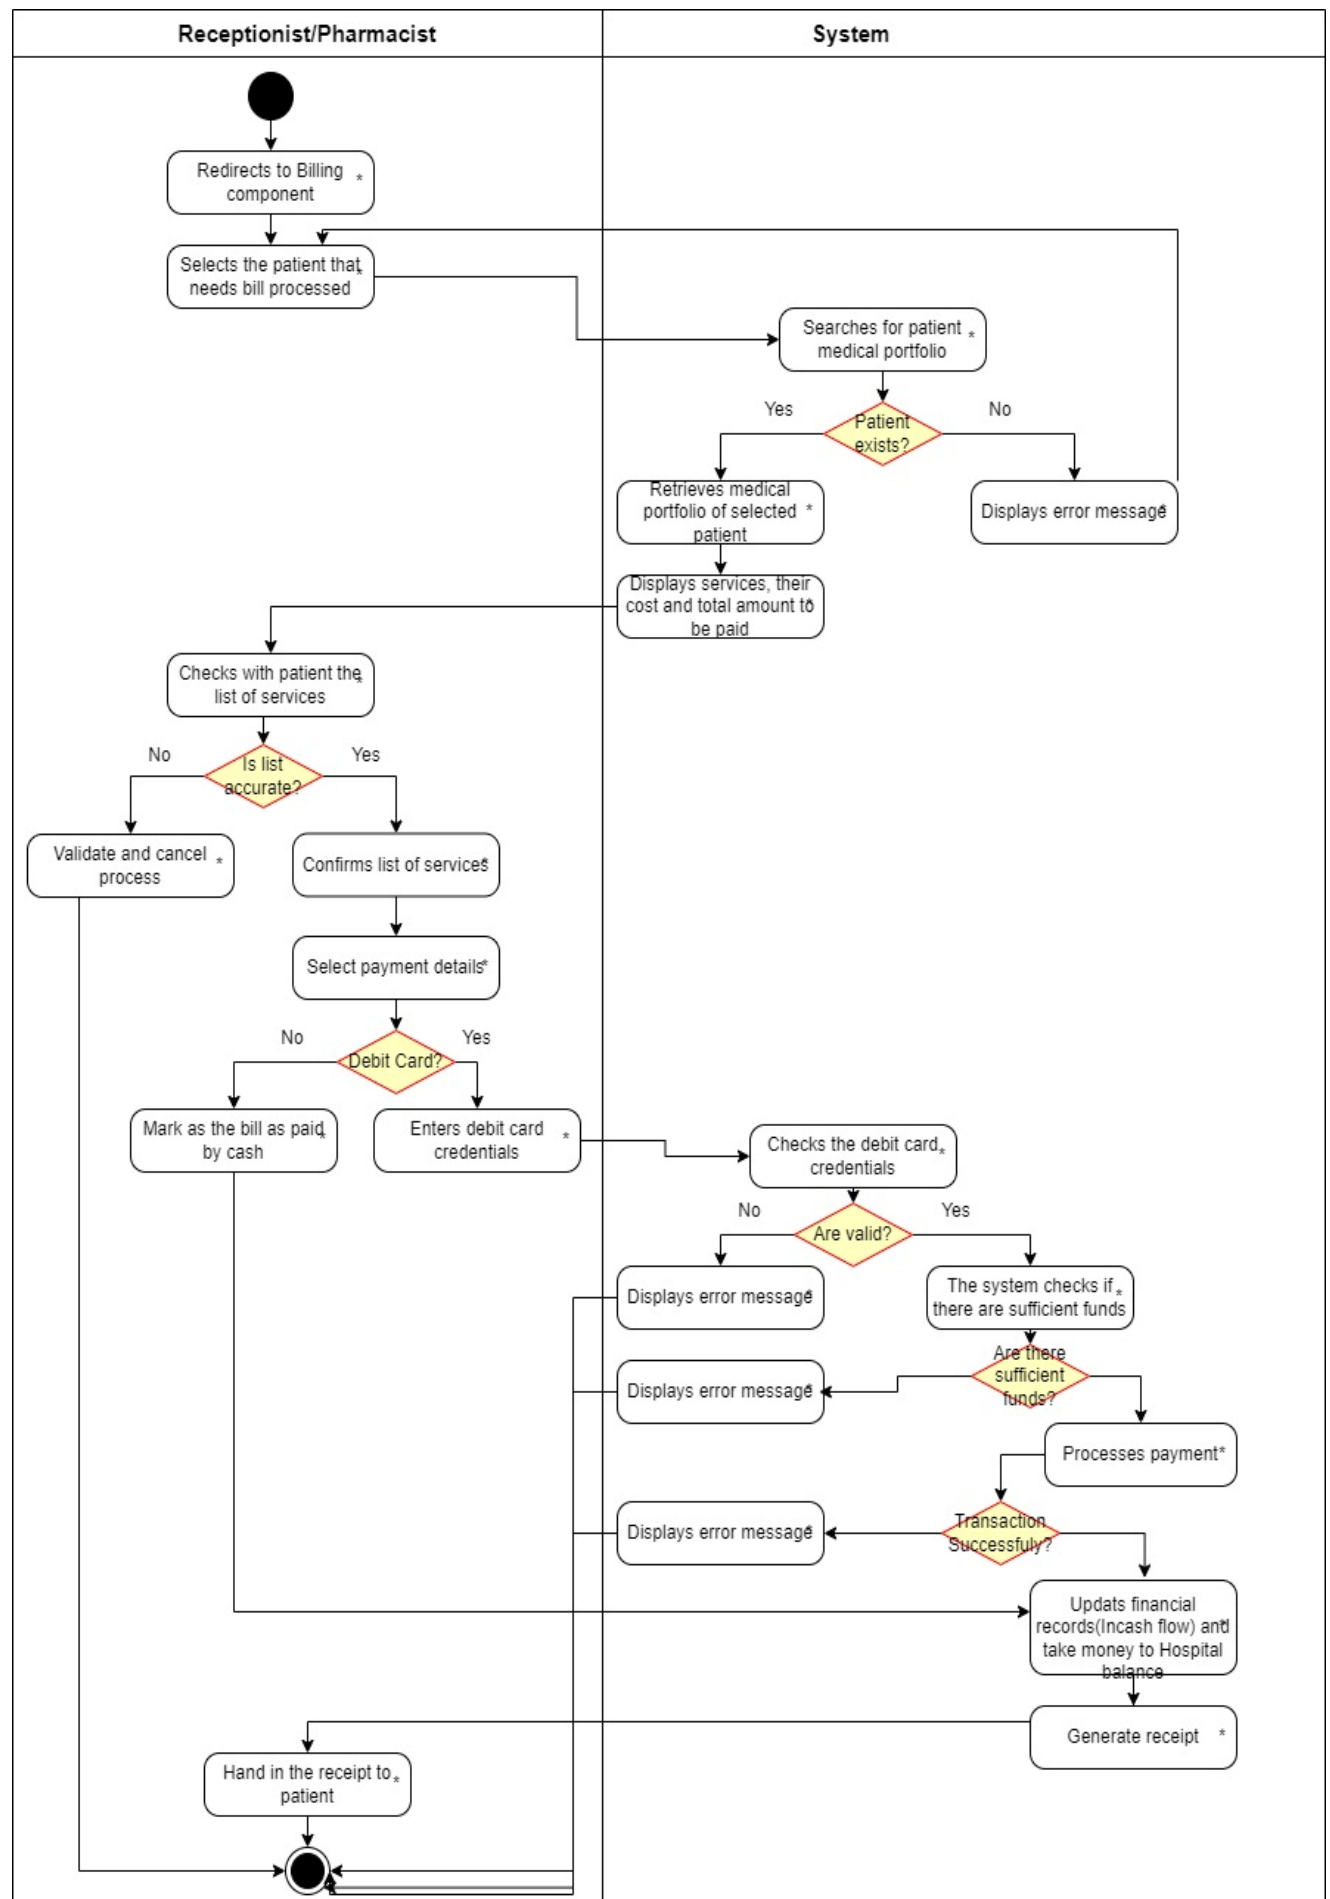 Receptionist/Pharmacist
System
Redirects to Billing *
component
Selects the patient that *
needs bill processed
Searches for patient *
medical portfolio
Yes
Patient
exists?
No
Retrieves medical
portfolio of selected *
patient
Displays error message *
Displays services, their
cost and total amount to *
be paid
Checks with patient the *
list of services
No
Is list
accurate?
Yes
Validate and cancel *
process
Confirms list of services *
Select payment details *
No
Debit Card?
Yes
Mark as the bill as paid *
by cash
Enters debit card *
credentials
Checks the debit card *
credentials
No
Are valid?
Yes
Displays error message *
The system checks if *
there are sufficient funds
Are there
sufficient
funds?
Displays error message *
Processes payment *
Transaction
Successfuly?
Displays error message *
Updats financial
records(Incash flow) and *
take money to Hospital
balance
Generate receipt *
Hand in the receipt to *
patient